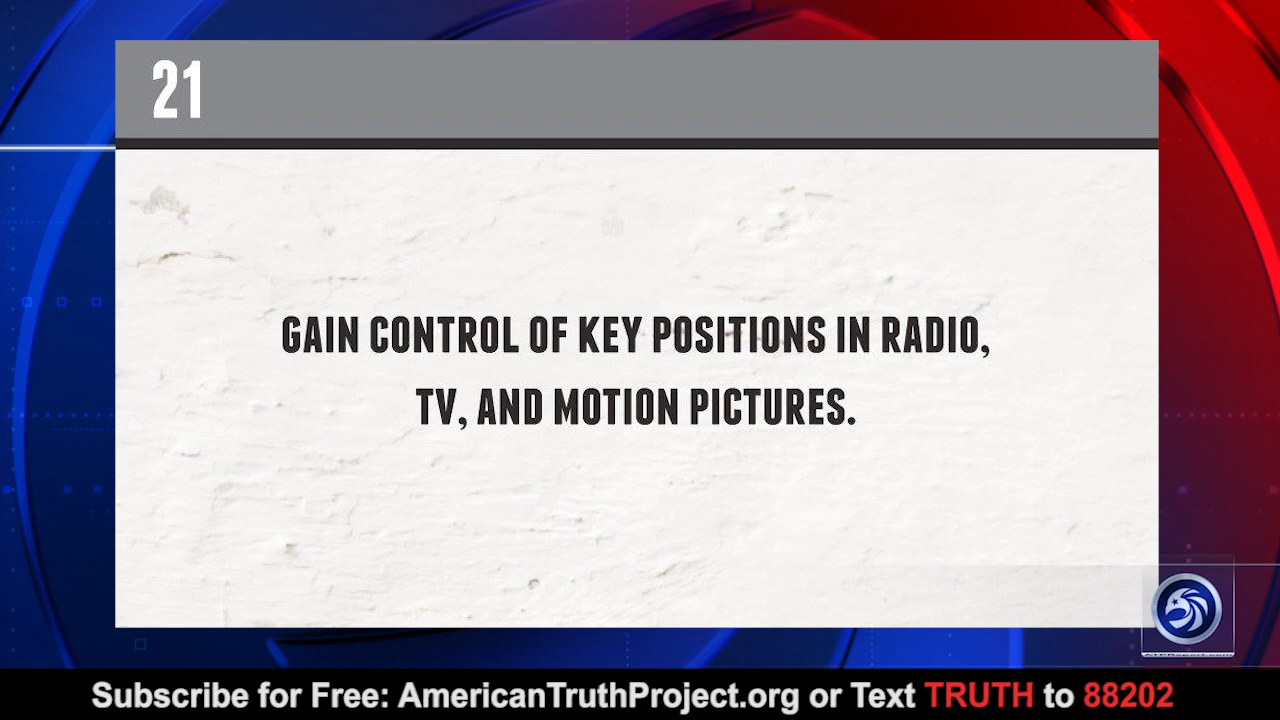 21
GAIN CONTROL OF KEY POSITIONS IN RADIO,
TV, AND MOTION PICTURES.
Subscribe for Free: AmericanTruthProject.org or Text TRUTH to 88202